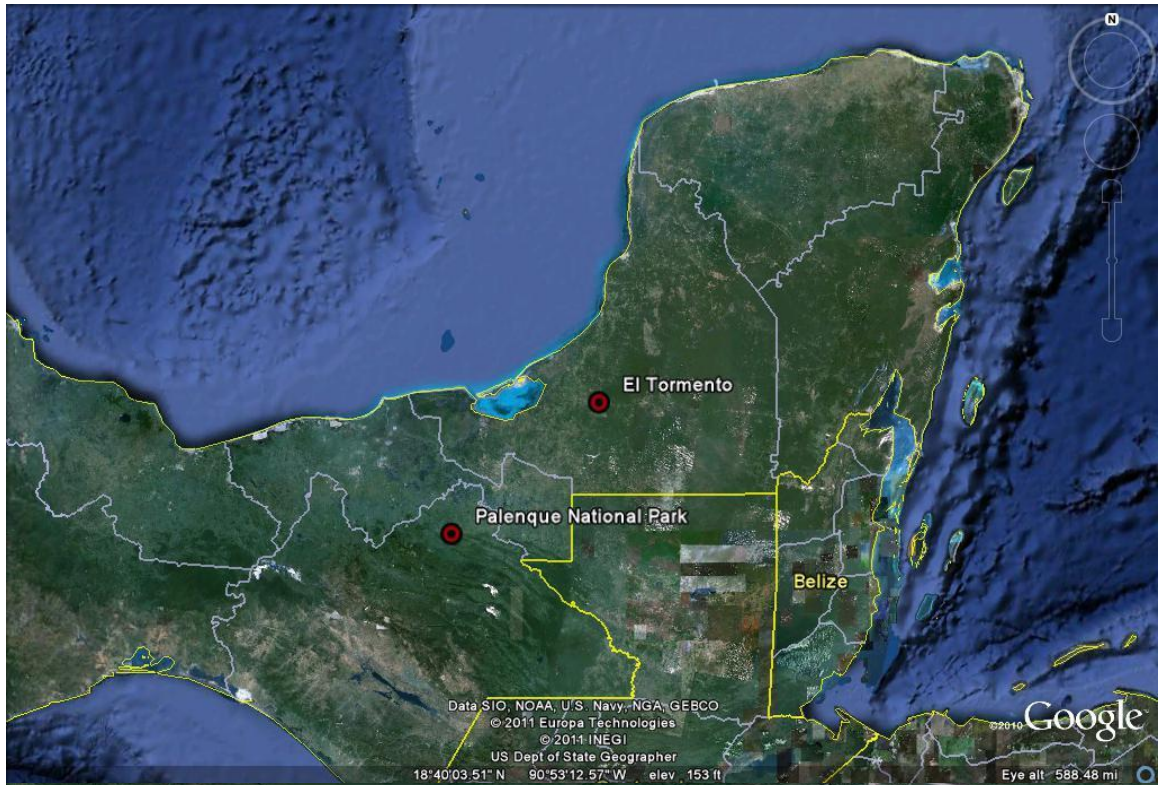 N
El Tormento
Palenque National Park
Belize
Data SIO, NOAA, U.S. Navy, NGA, GEBCO
© 2011 Europa Technologies
© 2011 INEGI
US Dept of State Geographer
©2010 Google
18°40'03.51" N 90°53'12.57" W elev 153 ft
Eye alt 588.48 mi